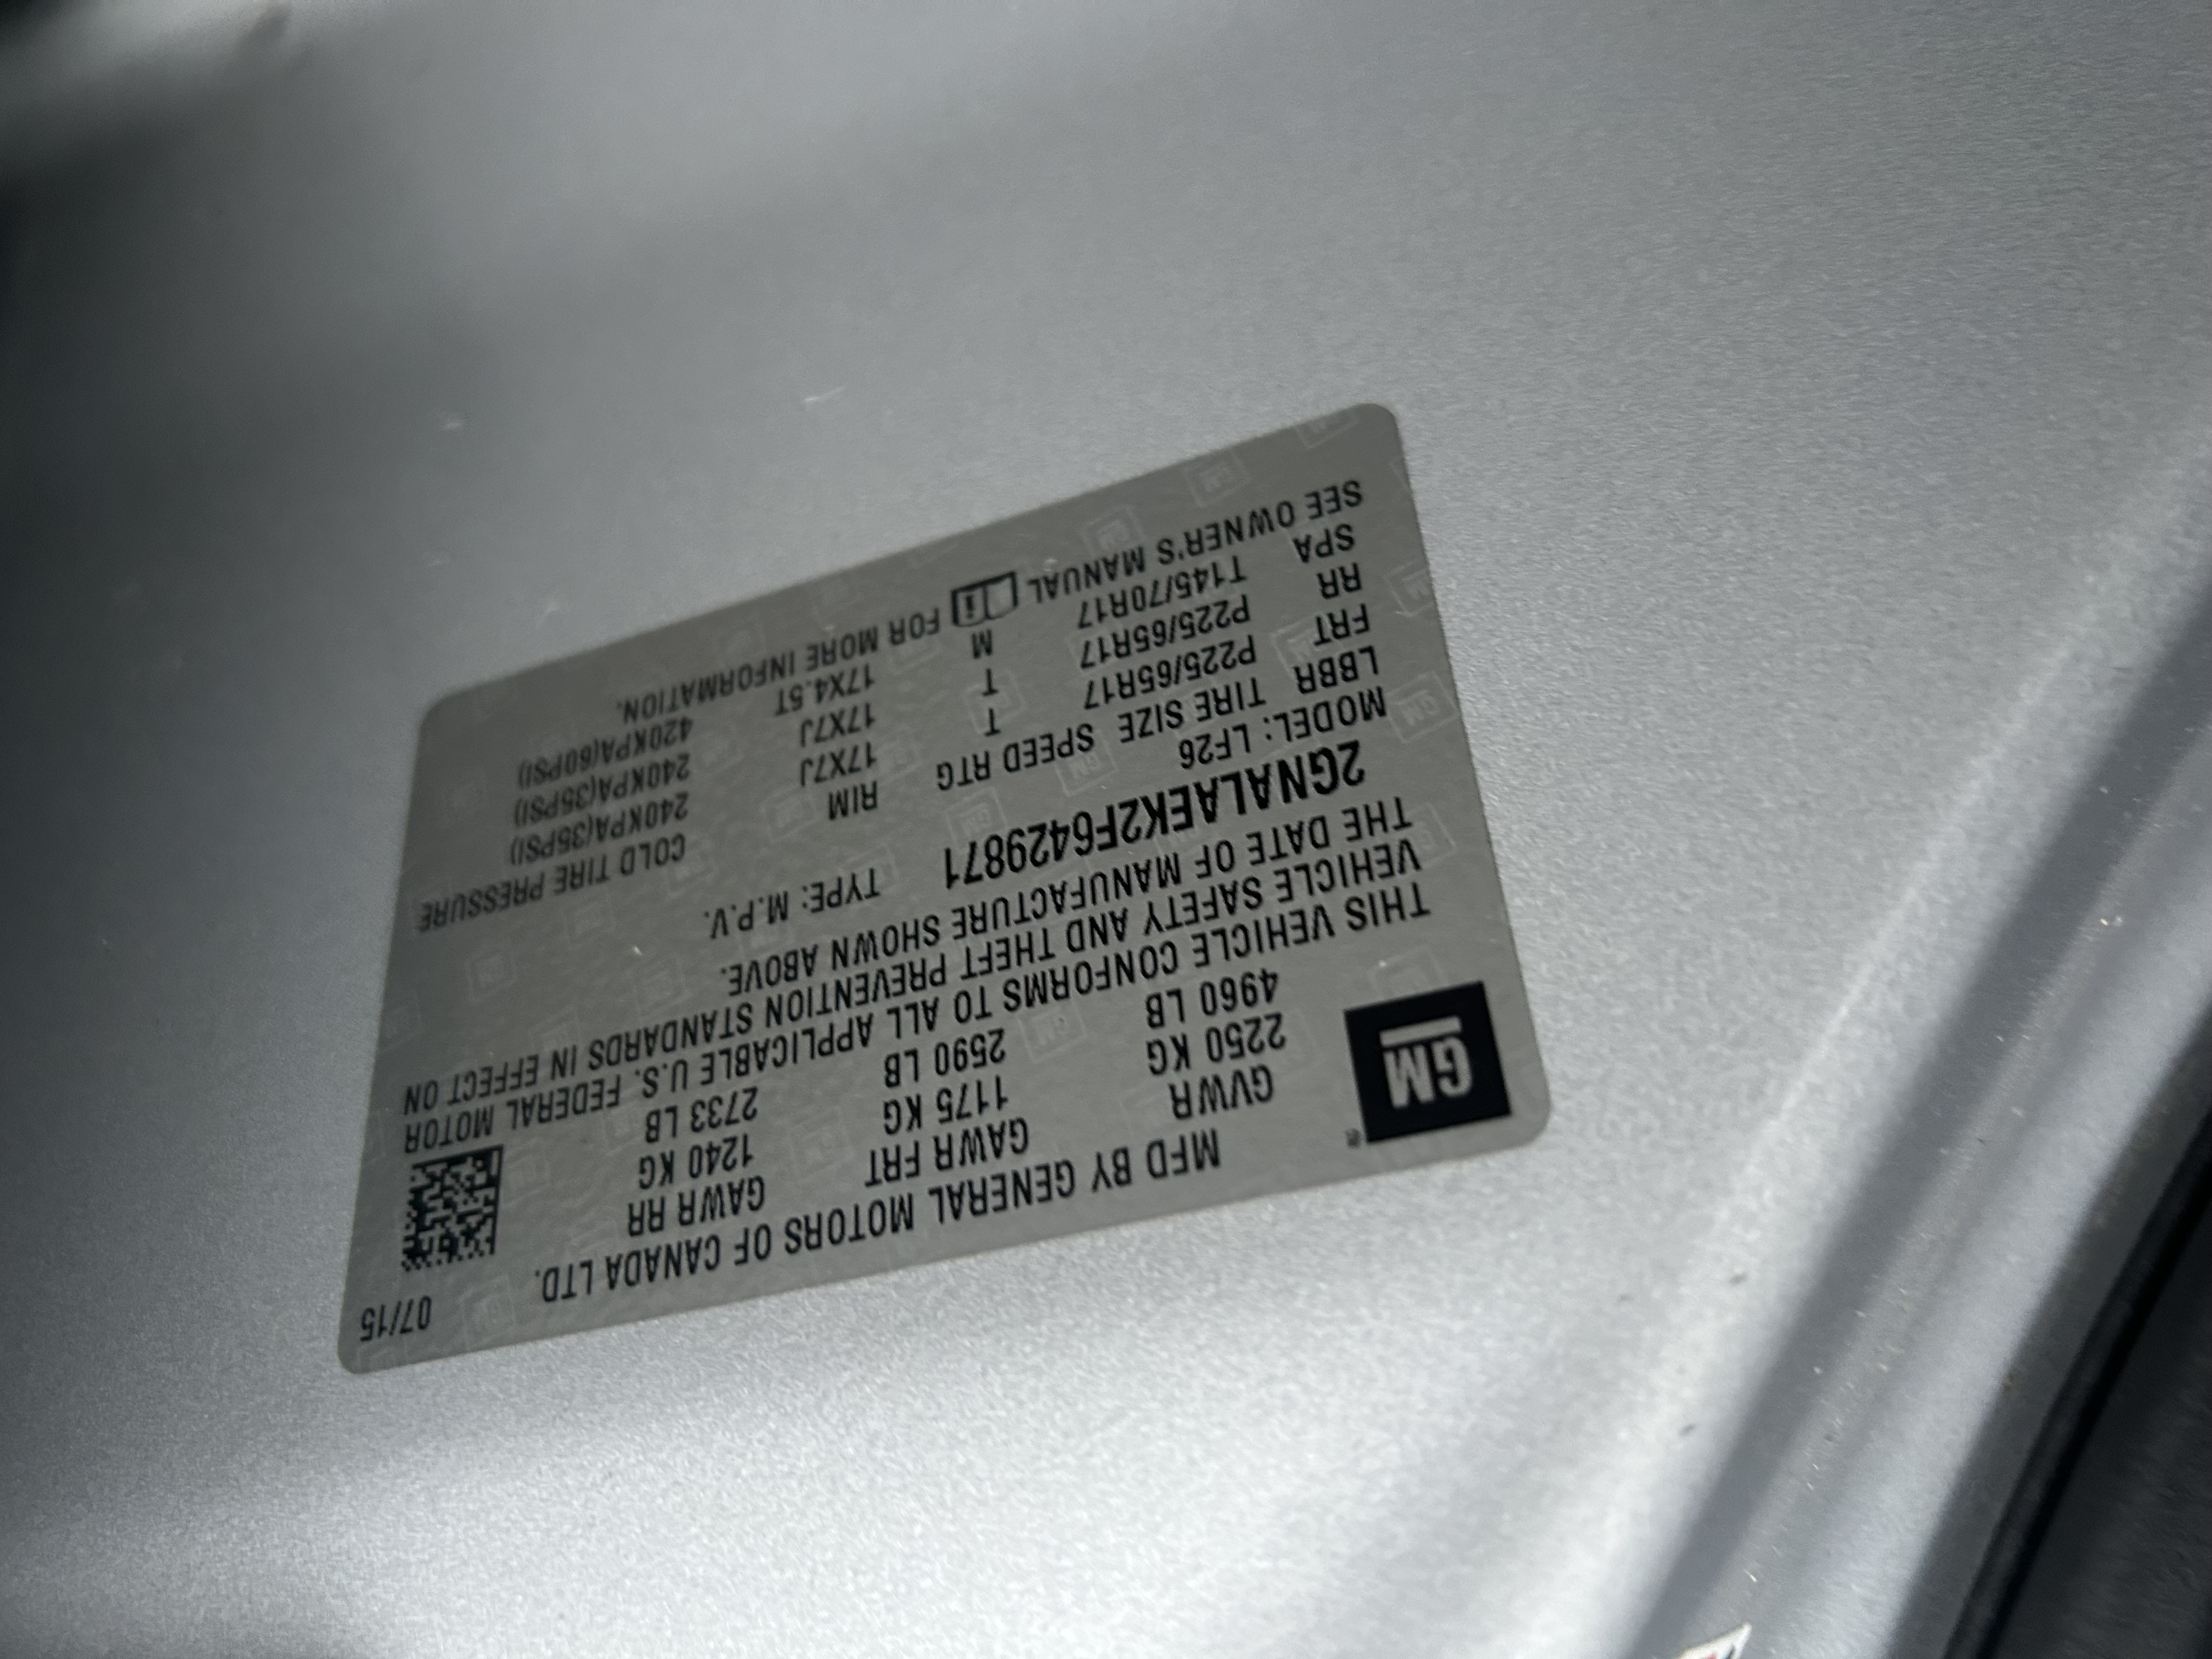 MFD BY GENERAL MOTORS OF CANADA LTD. 07/15
GM
GVWR GAWR FRT GAWR RR
2250 KG 1175 KG 1240 KG
4960 LB 2590 LB 2733 LB
THIS VEHICLE CONFORMS TO ALL APPLICABLE U.S. FEDERAL MOTOR
VEHICLE SAFETY AND THEFT PREVENTION STANDARDS IN EFFECT ON
THE DATE OF MANUFACTURE SHOWN ABOVE.
2GNALAEK2F6429871 TYPE: M.P.V.
MODEL: LF26
LBBR TIRE SIZE SPEED RTG RIM COLD TIRE PRESSURE
FRT P225/65R17 T 17X7J 240KPA(35PSI)
RR P225/65R17 T 17X7J 240KPA(35PSI)
SPA T145/70R17 M 17X4.5T 420KPA(60PSI)
SEE OWNER'S MANUAL i FOR MORE INFORMATION.